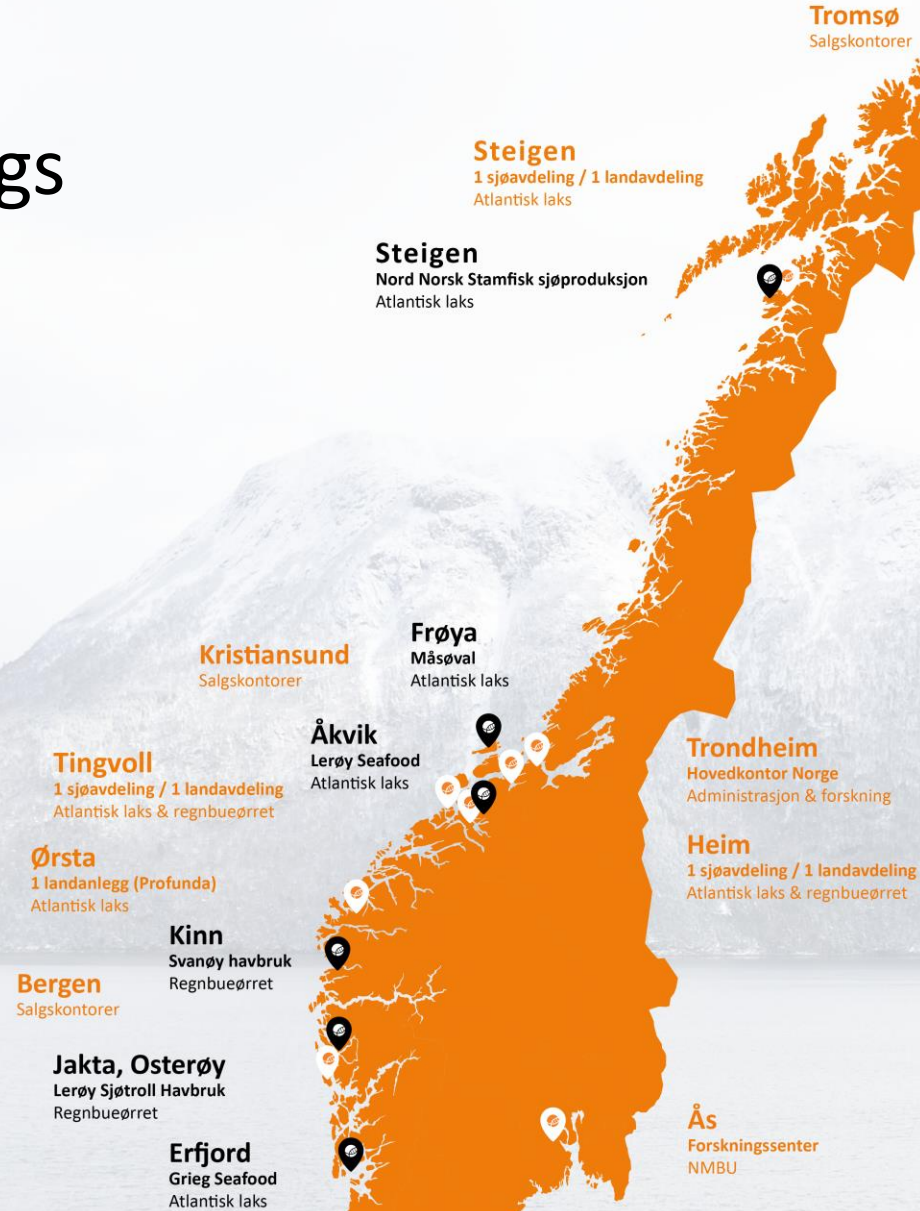 Tromsø
Salgskontorer
gs
Steigen
1 sjøavdeling / 1 landavdeling
Atlantisk laks
Steigen
Nord Norsk Stamfisk sjøproduksjon
Atlantisk laks
Frøya
Måsøval
Atlantisk laks
Kristiansund
Salgskontorer
Åkvik
Lerøy Seafood
Atlantisk laks
Tingvoll
1 sjøavdeling / 1 landavdeling
Atlantisk laks & regnbueørret
Trondheim
Hovedkontor Norge
Administrasjon & forskning
Heim
1 sjøavdeling / 1 landavdeling
Atlantisk laks & regnbueørret
Ørsta
1 landanlegg (Profunda)
Atlantisk laks
Kinn
Svanøy havbruk
Regnbueørret
Bergen
Salgskontorer
Jakta, Osterøy
Lerøy Sjøtroll Havbruk
Regnbueørret
Erfjord
Grieg Seafood
Atlantisk laks
Ås
Forskningssenter
NMBU